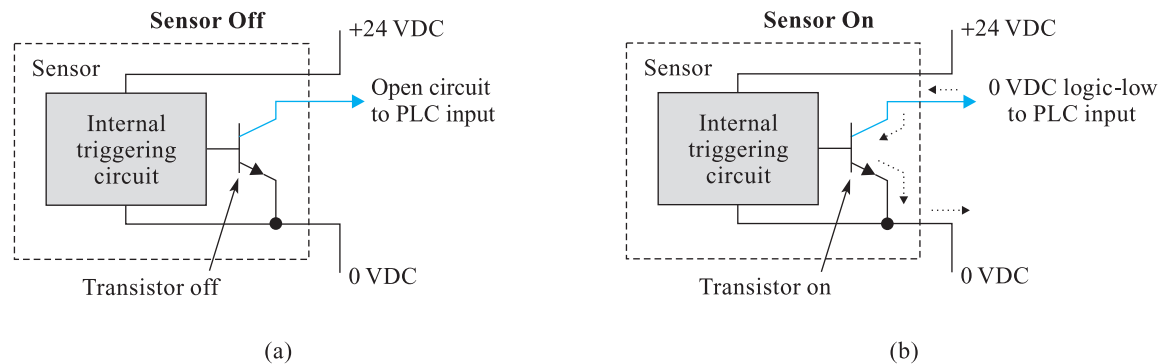 Sensor Off
+24 VDC
Sensor
Open circuit
to PLC input
Internal
triggering
circuit
Transistor off
0 VDC
(a)
Sensor On
+24 VDC
Sensor
0 VDC logic-low
to PLC input
Internal
triggering
circuit
Transistor on
0 VDC
(b)